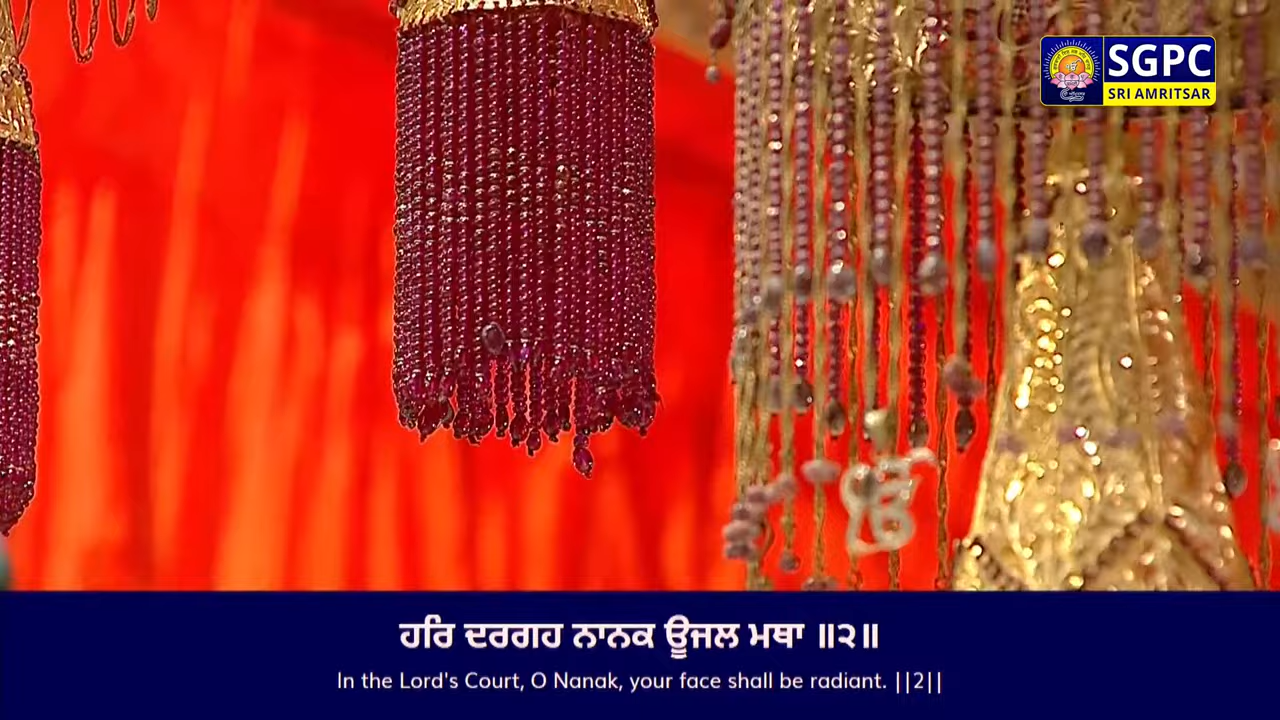 SGPC
SRI AMRITSAR
ੴ
ਹਰਿ ਦਰਗਹ ਨਾਨਕ ਊਜਲ ਮਥਾ ॥੨॥
In the Lord's Court, O Nanak, your face shall be radiant. ||2||